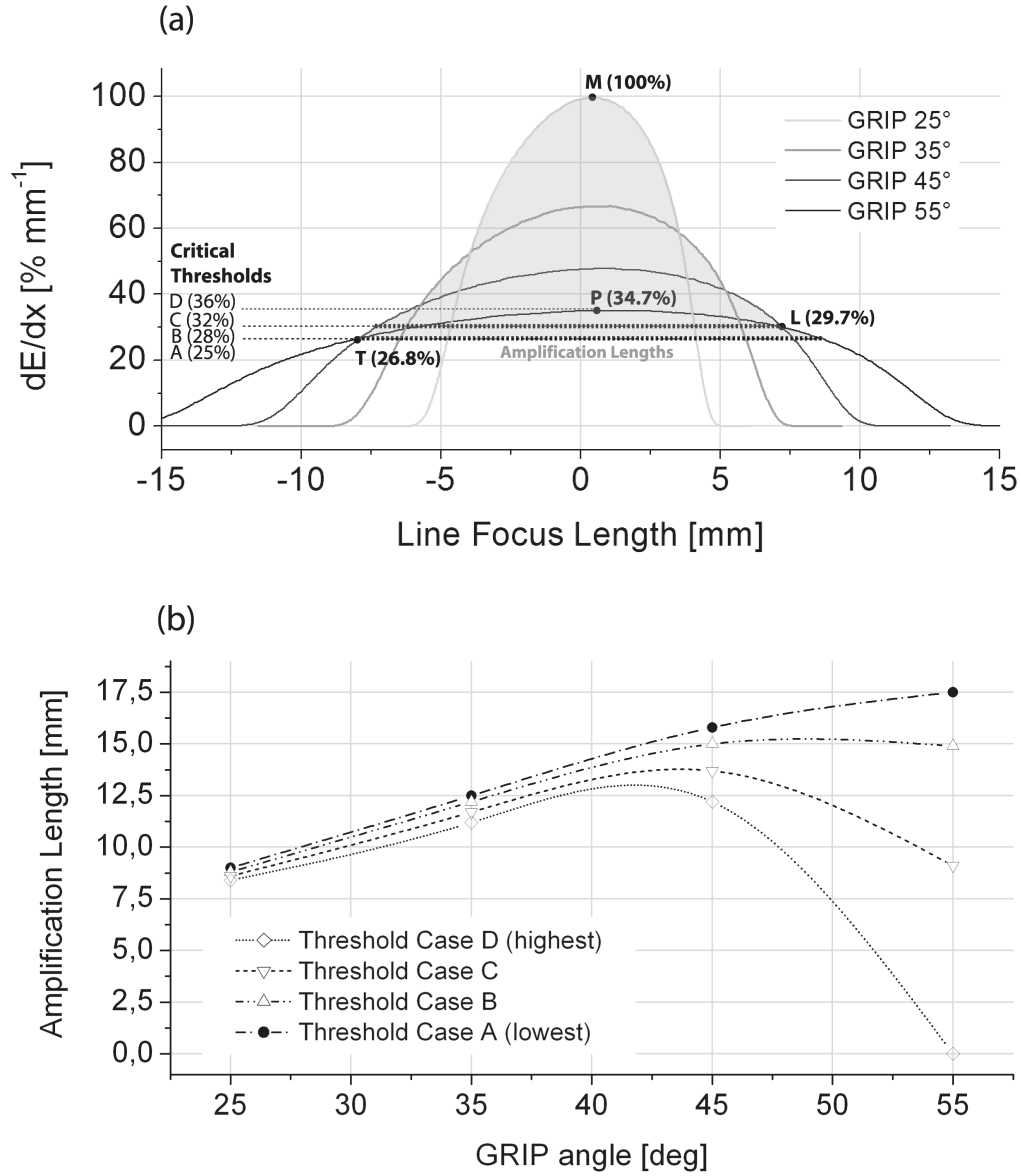 (a)
M (100%)
100
80
60
40
20
0
dE/dx [% mm⁻¹]
GRIP 25°
GRIP 35°
GRIP 45°
GRIP 55°
Critical
Thresholds
D (36%)
C (32%)
B (28%)
A (25%)
P (34.7%)
L (29.7%)
T (26.8%)
Amplification Lengths
-15 -10 -5 0 5 10 15
Line Focus Length [mm]
(b)
17,5
15,0
12,5
10,0
7,5
5,0
2,5
0,0
Amplification Length [mm]
Threshold Case D (highest)
Threshold Case C
Threshold Case B
Threshold Case A (lowest)
25 30 35 40 45 50 55
GRIP angle [deg]